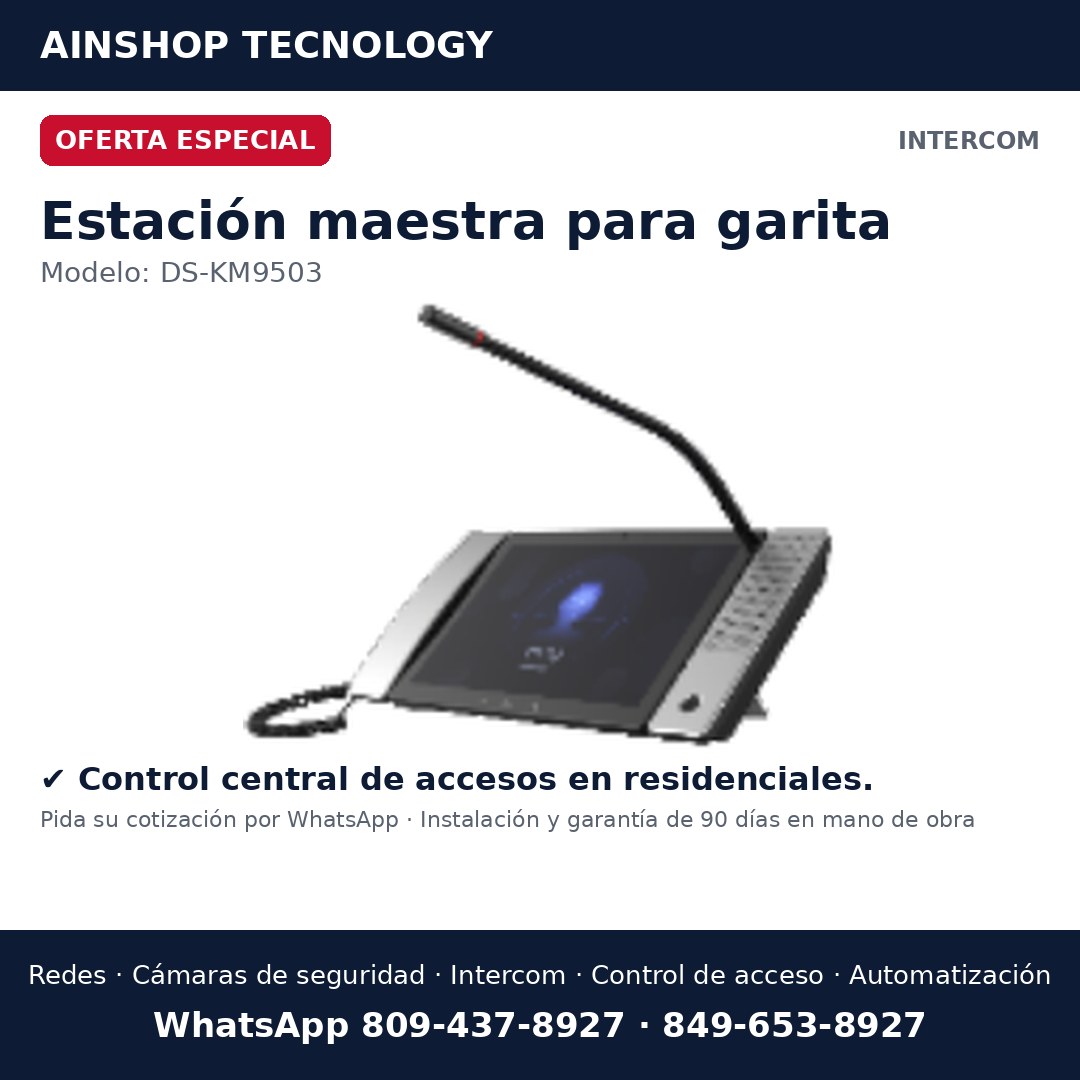 AINSHOP TECNOLOGY
OFERTA ESPECIAL
INTERCOM
Estación maestra para garita
Modelo: DS-KM9503
✔ Control central de accesos en residenciales.
Pida su cotización por WhatsApp · Instalación y garantía de 90 días en mano de obra
Redes · Cámaras de seguridad · Intercom · Control de acceso · Automatización
WhatsApp 809-437-8927 · 849-653-8927